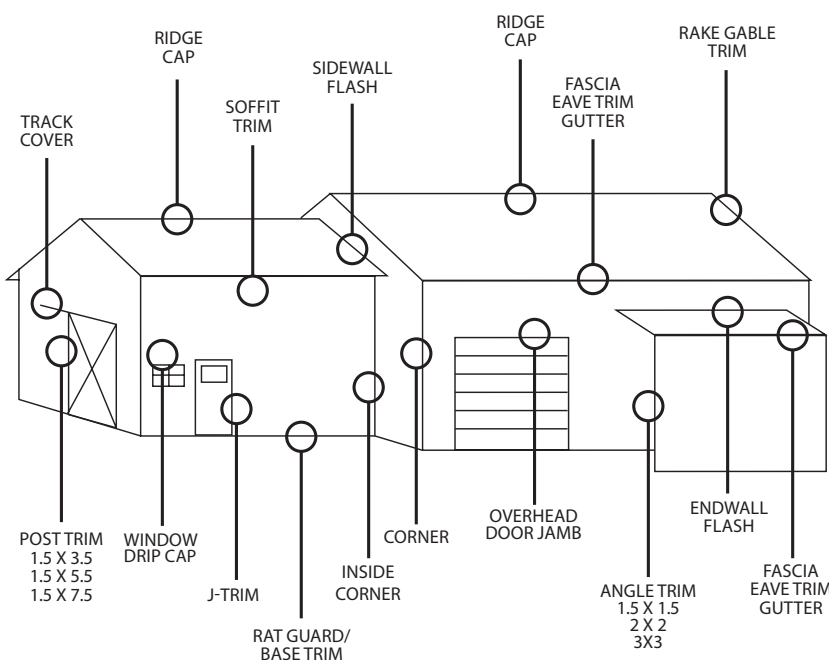 RIDGE
CAP
RIDGE
CAP
RAKE GABLE
TRIM
SIDEWALL
FLASH
FASCIA
EAVE TRIM
GUTTER
SOFFIT
TRIM
TRACK
COVER
POST TRIM
1.5 X 3.5
1.5 X 5.5
1.5 X 7.5
WINDOW
DRIP CAP
J-TRIM
RAT GUARD/
BASE TRIM
INSIDE
CORNER
CORNER
OVERHEAD
DOOR JAMB
ANGLE TRIM
1.5 X 1.5
2 X 2
3X3
ENDWALL
FLASH
FASCIA
EAVE TRIM
GUTTER